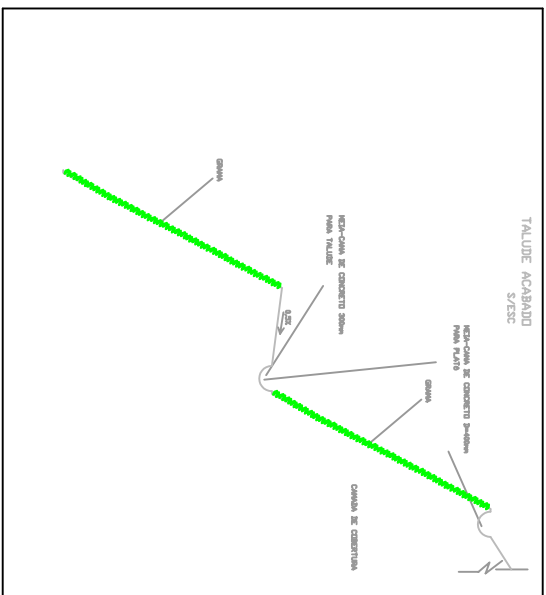 TALUDE ACABADO
S/ESC
MEIA-CANA DE CONCRETO D=400mm
PARA PLATÔ
GRAMA
CAMADA DE COBERTURA
MEIA-CANA DE CONCRETO 300mm
PARA TALUDE
0.5%
GRAMA